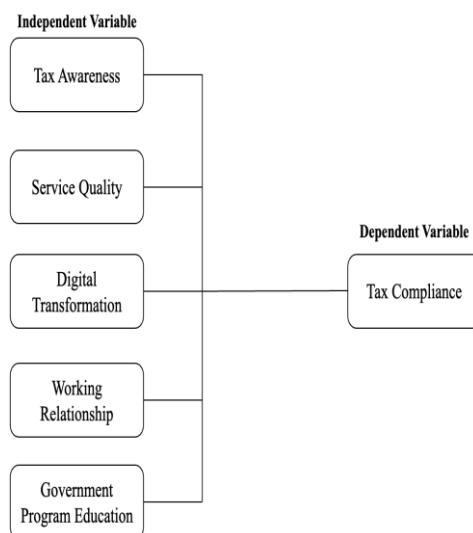 Independent Variable
Tax Awareness
Service Quality
Digital
Transformation
Working
Relationship
Government
Program Education
Dependent Variable
Tax Compliance